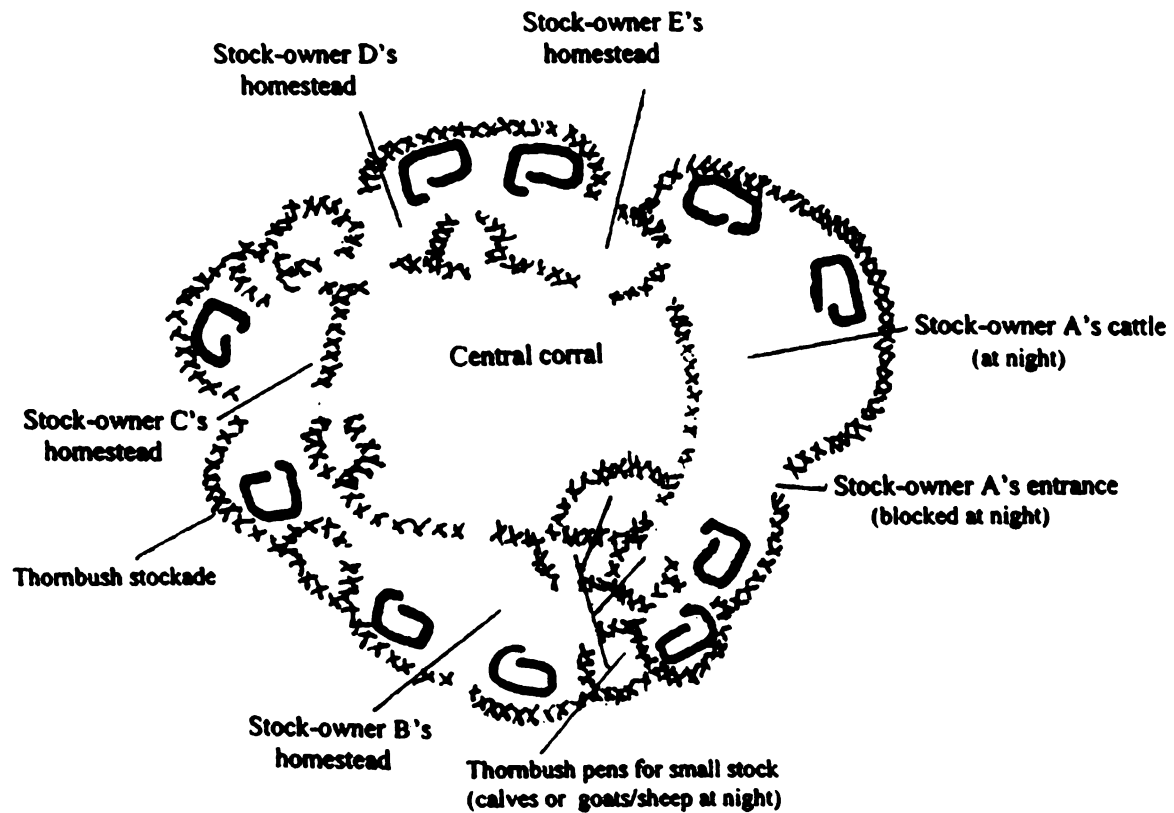 Stock-owner E's
homestead
Stock-owner D's
homestead
Central corral
Stock-owner A's cattle
(at night)
Stock-owner C's
homestead
Stock-owner A's entrance
(blocked at night)
Thornbush stockade
Stock-owner B's
homestead
Thornbush pens for small stock
(calves or goats/sheep at night)